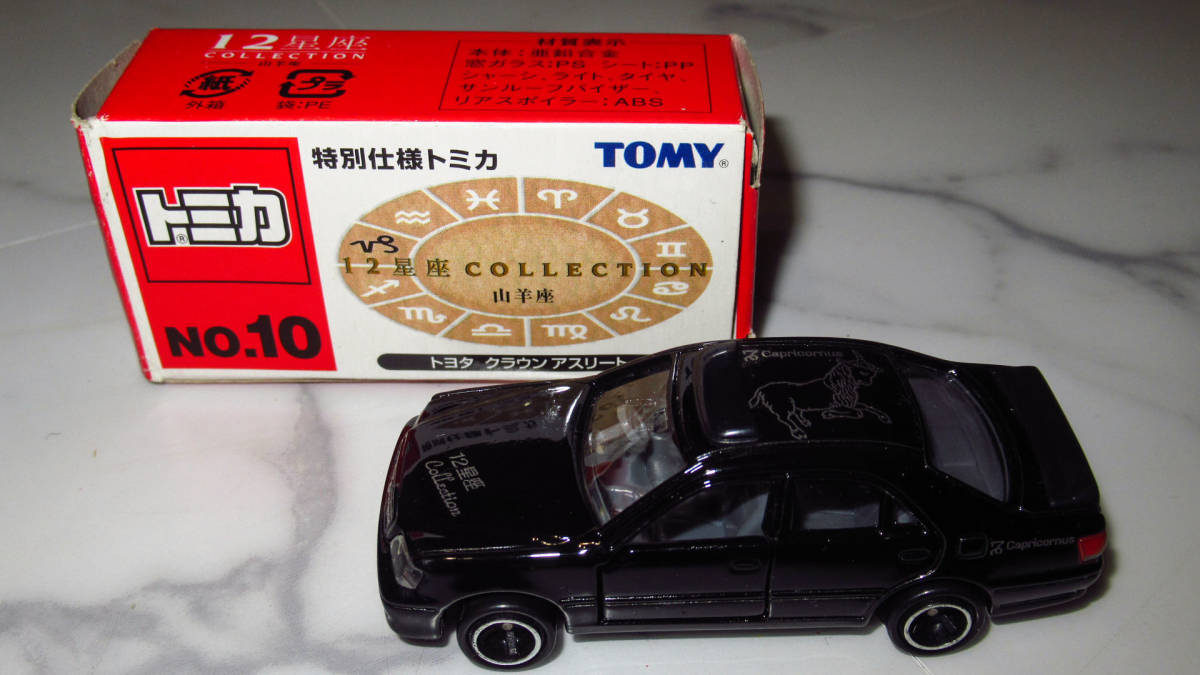 12星座
COLLECTION
山羊座
紙
外箱
プラ
袋:PE
材質表示
本体:亜鉛合金
窓ガラス:PS シート:PP
シャーシ、ライト、タイヤ、
サンルーフバイザー、
リアスポイラー:ABS
特別仕様トミカ
TOMY®
トミカ®
NO.10
12星座 COLLECTION
山羊座
トヨタ クラウン アスリート
12星座
Collection
Capricornus
Capricornus